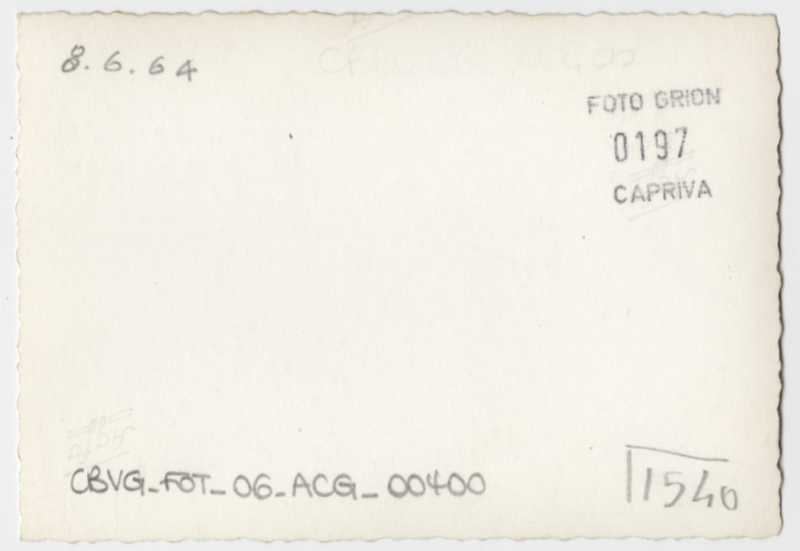 8.6.64
FOTO GRION
0197
CAPRIVA
CBVG_FOT_06_ACG_00400
1540